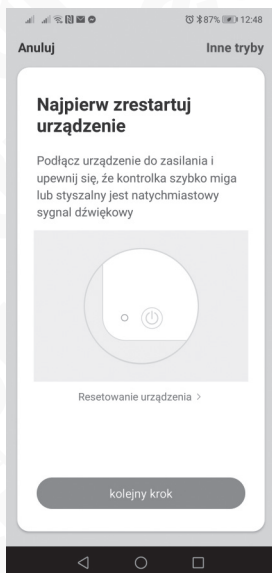 87% 12:48
Anuluj Inne tryby
Najpierw zrestartuj
urządzenie
Podłącz urządzenie do zasilania i
upewnij się, że kontrolka szybko miga
lub styszalny jest natychmiastowy
sygnal dźwiękowy
Resetowanie urządzenia >
kolejny krok